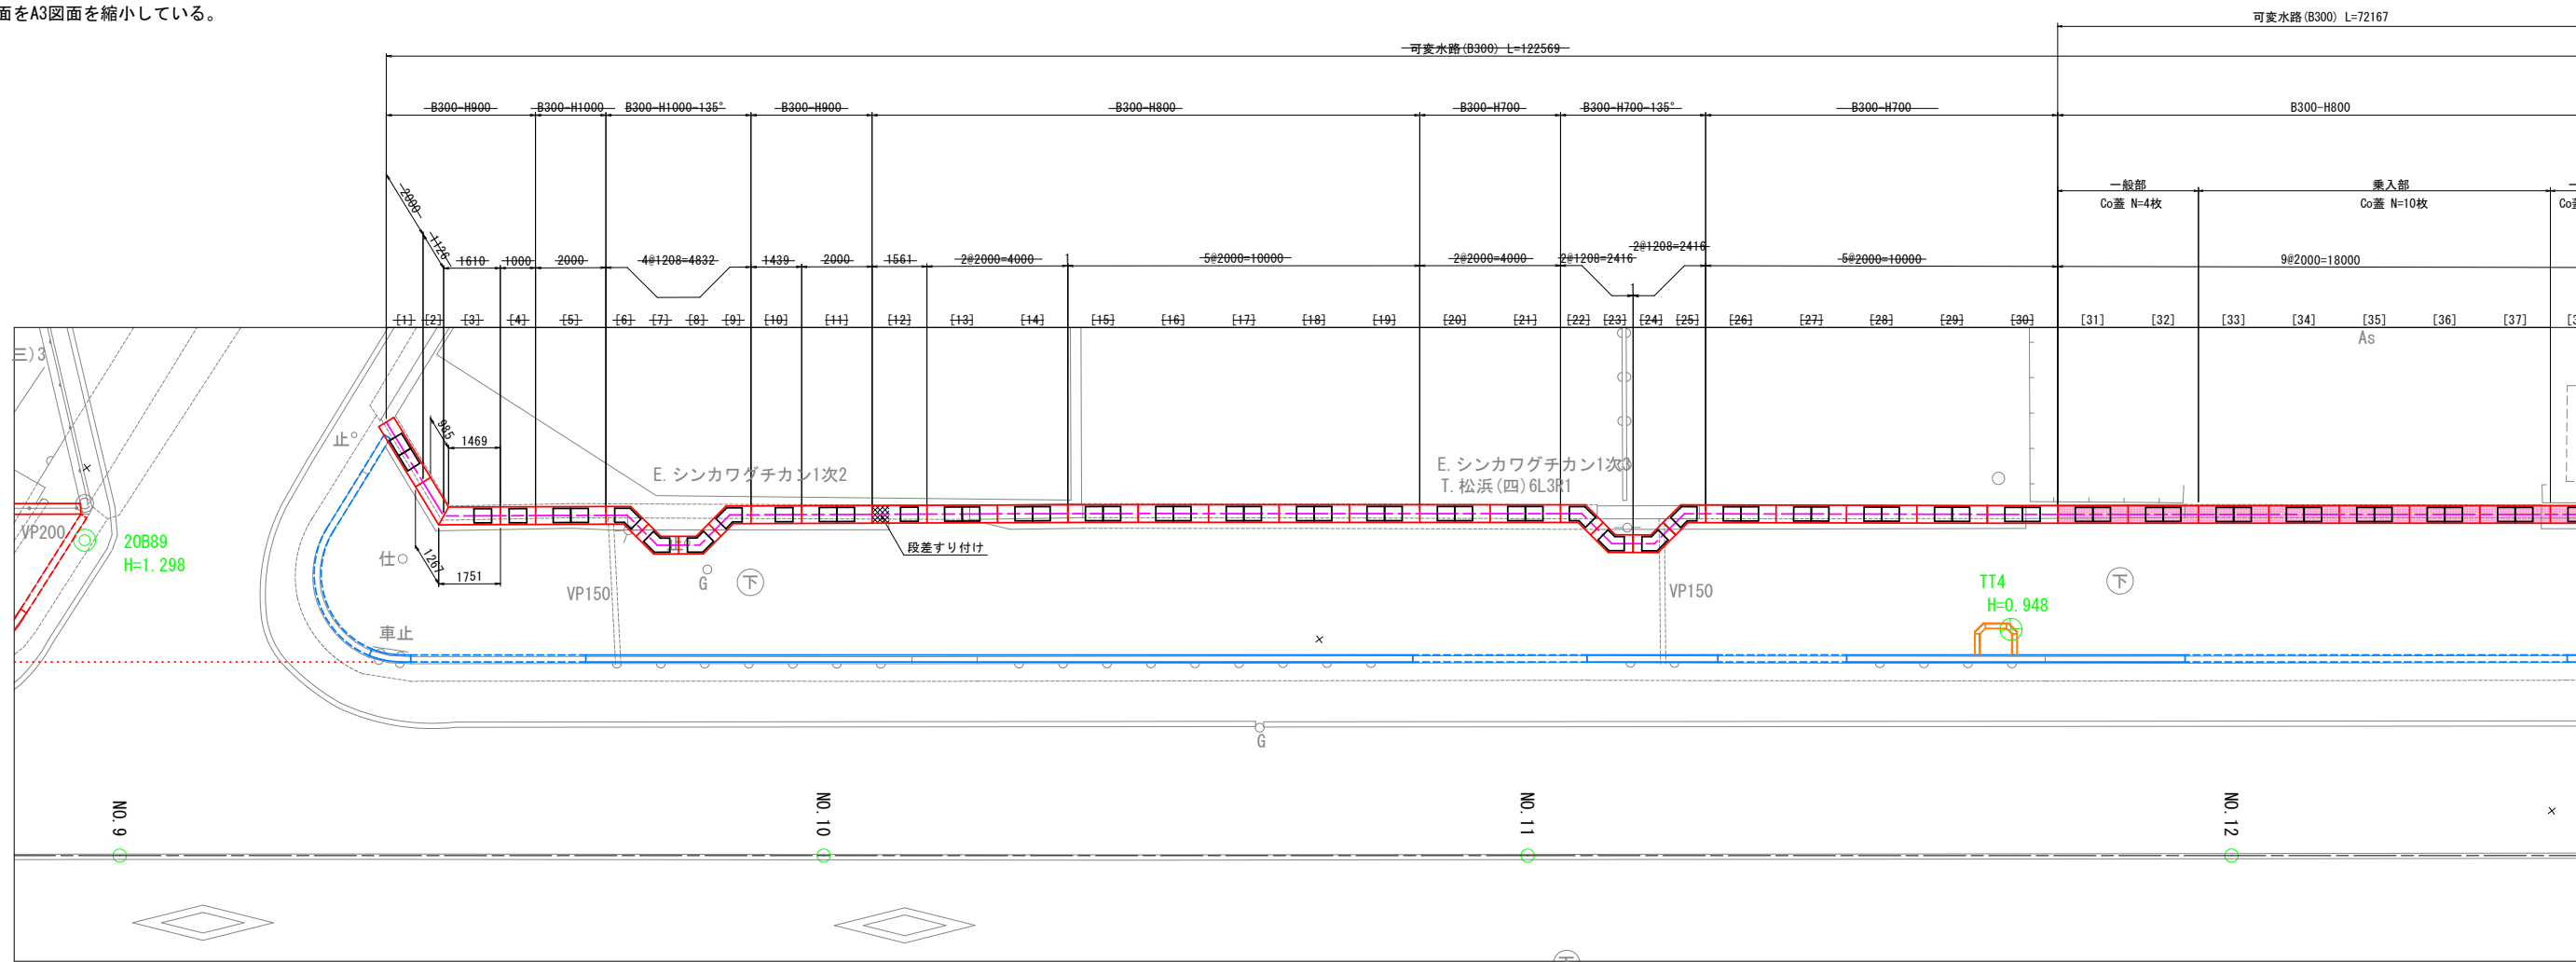 面をA3図面を縮小している。
可変水路(B300) L=72167
可変水路(B300) L=122569
B300-H900 B300-H1000 B300-H1000-135° B300-H900 B300-H800 B300-H700 B300-H700-135° B300-H700 B300-H800
一般部 乗入部
Co蓋 N=4枚 Co蓋 N=10枚
2000 1126 1610 1000 2000 4@1208=4832 1439 2000 1561 2@2000=4000 1 5@2000=10000 2@2000=4000 2@1208=2416 1 2@1208=2416 5@2000=10000 9@2000=18000
[1] [2] [3] [4] [5] [6] [7] [8] [9] [10] [11] [12] [13] [14] [15] [16] [17] [18] [19] [20] [21] [22] [23] [24] [25] [26] [27] [28] [29] [30] [31] [32] [33] [34] [35] [36] [37]
三)3
As
止
985
1469
E.シンカワグチカン1次2
E.シンカワグチカン1次3
T.松浜(四)6L3R1
VP200
20B89
H=1.298
段差すり付け
仕
1267
1751
VP150
G
下
VP150
TT4
H=0.948
下
車止
G
NO.9
NO.10
NO.11
NO.12